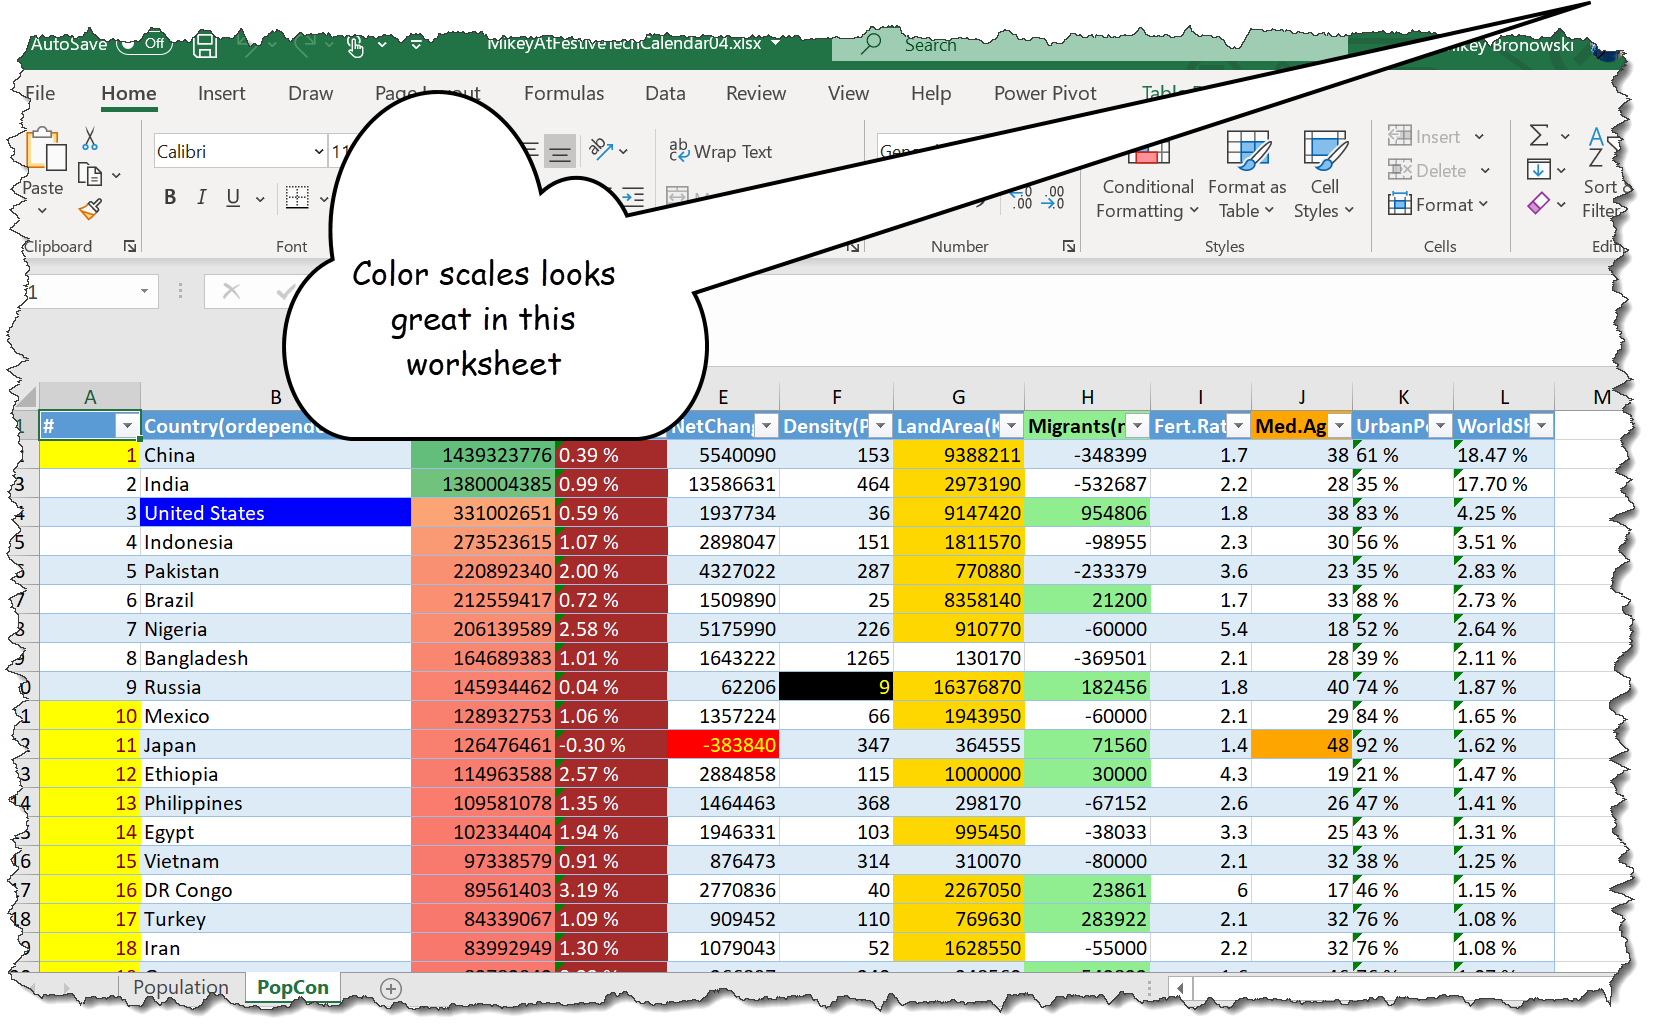 AutoSave Off MikeyAtFestiveTechCalendar04.xlsx Search Mikey Bronowski
File Home Insert Draw Page Layout Formulas Data Review View Help Power Pivot
Calibri 11 ab Wrap Text
Paste B I U Conditional Formatting Format as Table Cell Styles Insert Delete Format Sort Filter
Clipboard Font Number Styles Cells
1
Color scales looks
great in this
worksheet
A B E F G H I J K L M
# Country(ordepend NetChang Density(P LandArea(K Migrants(n Fert.Rat Med.Ag UrbanP WorldSh
1 China 1439323776 0.39 % 5540090 153 9388211 -348399 1.7 38 61 % 18.47 %
3 2 India 1380004385 0.99 % 13586631 464 2973190 -532687 2.2 28 35 % 17.70 %
3 United States 331002651 0.59 % 1937734 36 9147420 954806 1.8 38 83 % 4.25 %
5 4 Indonesia 273523615 1.07 % 2898047 151 1811570 -98955 2.3 30 56 % 3.51 %
5 Pakistan 220892340 2.00 % 4327022 287 770880 -233379 3.6 23 35 % 2.83 %
7 6 Brazil 212559417 0.72 % 1509890 25 8358140 21200 1.7 33 88 % 2.73 %
7 Nigeria 206139589 2.58 % 5175990 226 910770 -60000 5.4 18 52 % 2.64 %
8 Bangladesh 164689383 1.01 % 1643222 1265 130170 -369501 2.1 28 39 % 2.11 %
9 Russia 145934462 0.04 % 62206 9 16376870 182456 1.8 40 74 % 1.87 %
10 Mexico 128932753 1.06 % 1357224 66 1943950 -60000 2.1 29 84 % 1.65 %
11 Japan 126476461 -0.30 % -383840 347 364555 71560 1.4 48 92 % 1.62 %
12 Ethiopia 114963588 2.57 % 2884858 115 1000000 30000 4.3 19 21 % 1.47 %
14 13 Philippines 109581078 1.35 % 1464463 368 298170 -67152 2.6 26 47 % 1.41 %
14 Egypt 102334404 1.94 % 1946331 103 995450 -38033 3.3 25 43 % 1.31 %
16 15 Vietnam 97338579 0.91 % 876473 314 310070 -80000 2.1 32 38 % 1.25 %
16 DR Congo 89561403 3.19 % 2770836 40 2267050 23861 6 17 46 % 1.15 %
18 17 Turkey 84339067 1.09 % 909452 110 769630 283922 2.1 32 76 % 1.08 %
18 Iran 83992949 1.30 % 1079043 52 1628550 -55000 2.2 32 76 % 1.08 %
Population PopCon